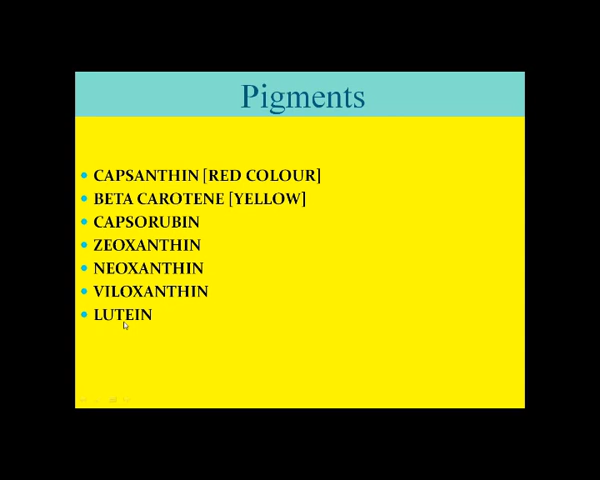 Pigments
CAPSANTHIN [RED COLOUR]
BETA CAROTENE [YELLOW]
CAPSORUBIN
ZEOXANTHIN
NEOXANTHIN
VILOXANTHIN
LUTEIN